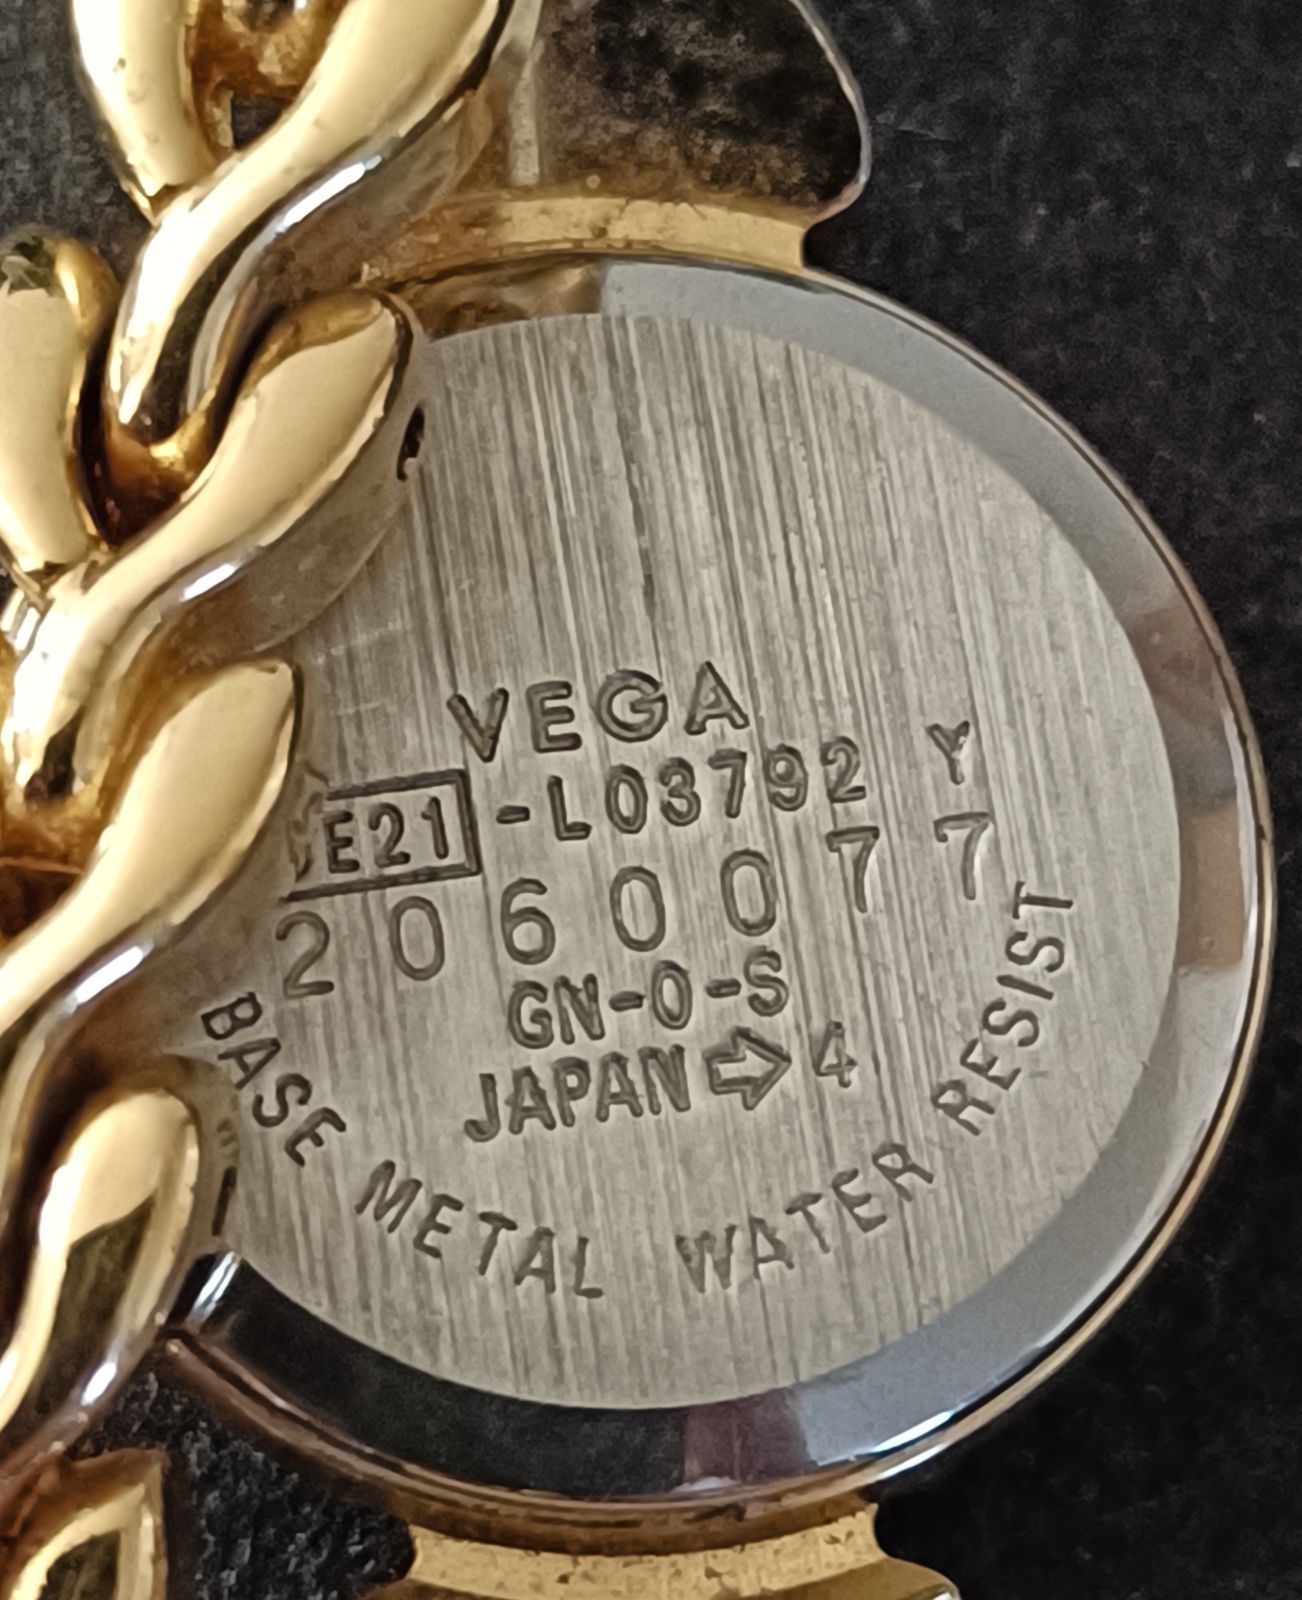 VEGA
E21 -L03792 Y
2060077
GN-0-S
JAPAN ⇨ 4
BASE METAL WATER RESIST